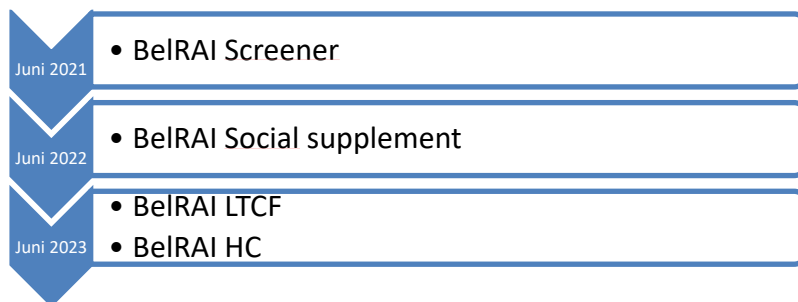 Juni 2021
• BelRAI Screener
Juni 2022
• BelRAI Social supplement
Juni 2023
• BelRAI LTCF
• BelRAI HC